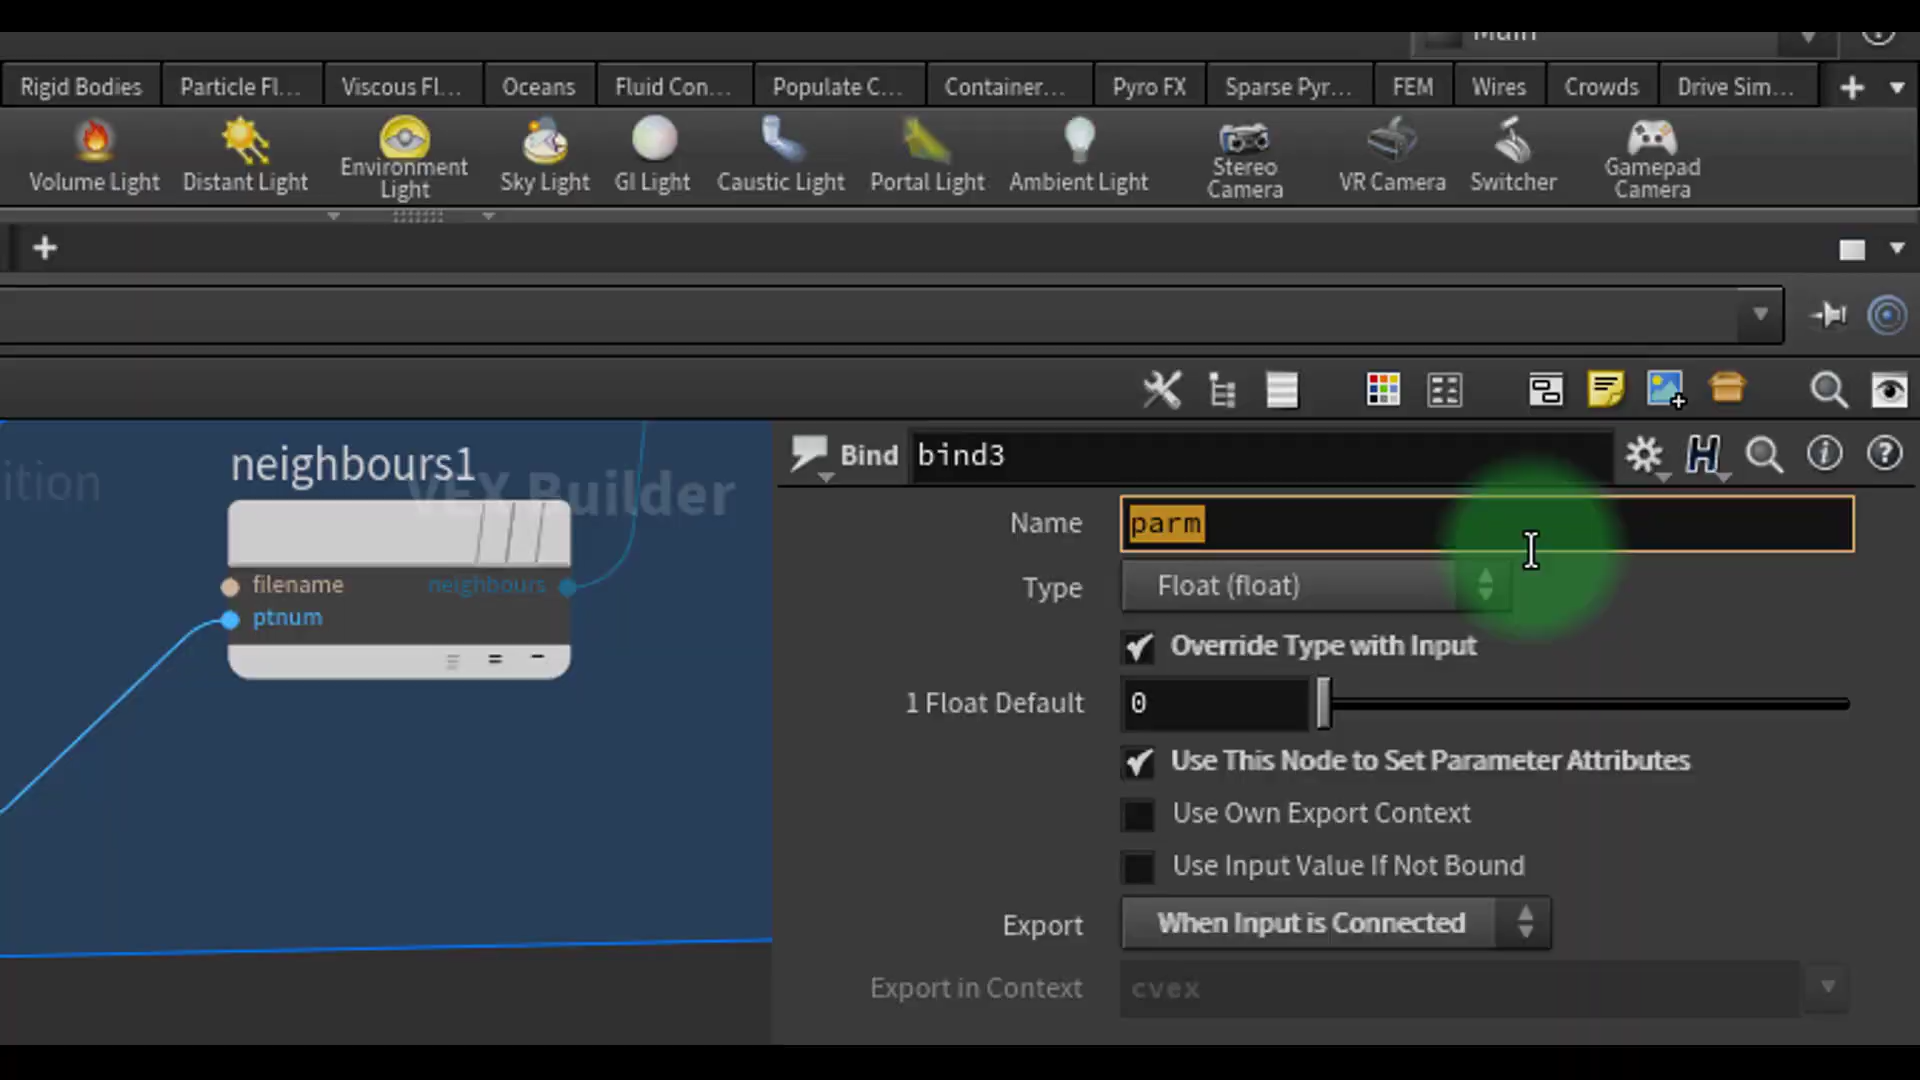 Main
Rigid Bodies Particle Fl... Viscous Fl... Oceans Fluid Con... Populate C... Container... Pyro FX Sparse Pyr... FEM Wires Crowds Drive Sim...
Volume Light Distant Light Environment Light Sky Light GI Light Caustic Light Portal Light Ambient Light Stereo Camera VR Camera Switcher Gamepad Camera
ition
neighbours1
VEX Builder
filename neighbours
ptnum
Bind bind3
Name parm
Type Float (float)
Override Type with Input
1 Float Default 0
Use This Node to Set Parameter Attributes
Use Own Export Context
Use Input Value If Not Bound
Export When Input is Connected
Export in Context cvex